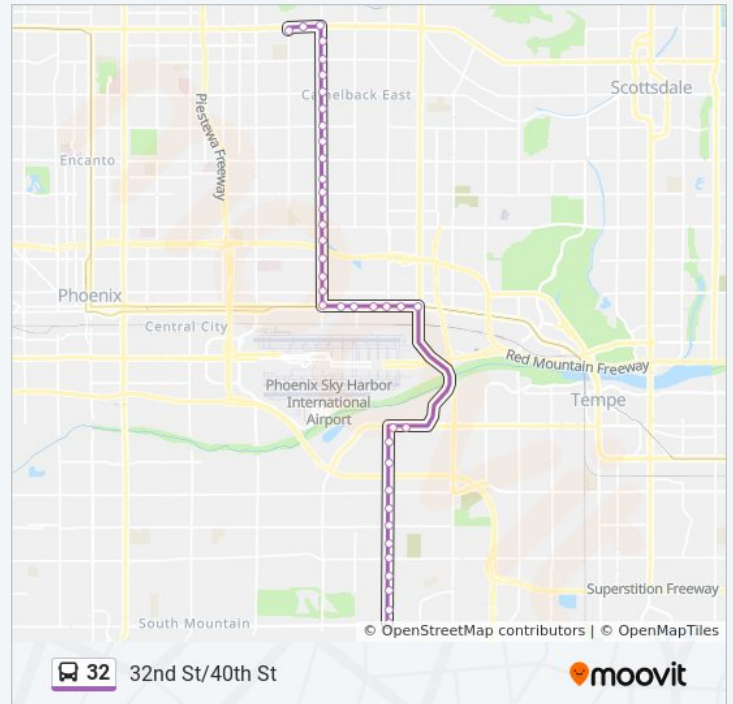 Camelback East
Scottsdale
Piestewa Freeway
Encanto
Phoenix
Central City
Red Mountain Freeway
Phoenix Sky Harbor
International
Airport
Tempe
Superstition Freeway
South Mountain
© OpenStreetMap contributors | © OpenMapTiles
32 32nd St/40th St
moovit